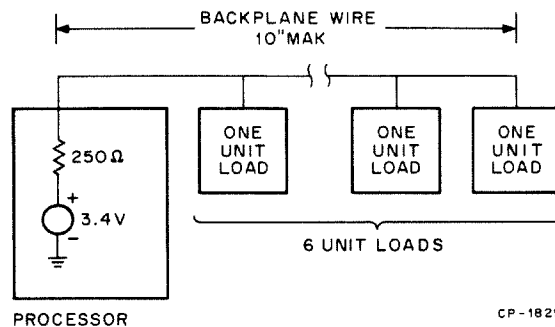 BACKPLANE WIRE
10"MAK
250Ω
+
3.4V
-
PROCESSOR
ONE
UNIT
LOAD
ONE
UNIT
LOAD
ONE
UNIT
LOAD
6 UNIT LOADS
CP-1829